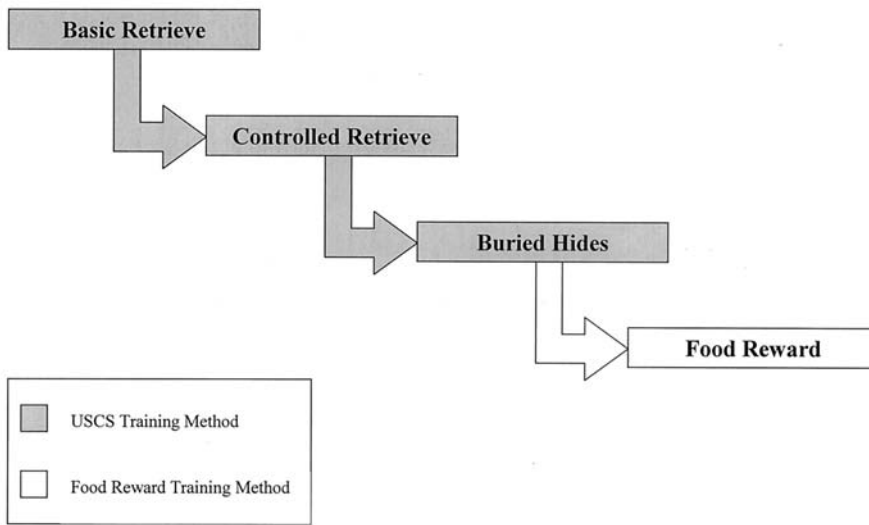 Basic Retrieve
Controlled Retrieve
Buried Hides
Food Reward
USCS Training Method
Food Reward Training Method